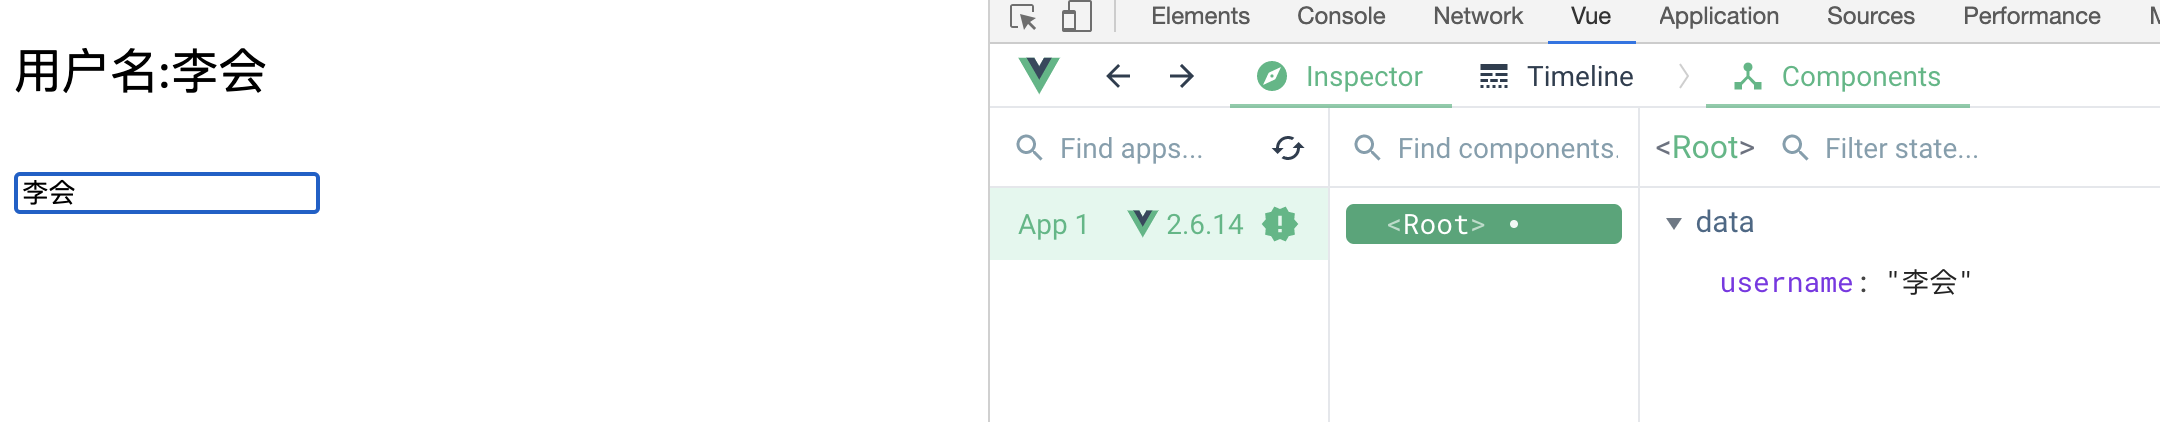 用户名:李会
李会
Elements Console Network Vue Application Sources Performance
Inspector Timeline Components
Find apps... Find components. <Root> Filter state...
App 1 2.6.14 <Root> data
username: "李会"